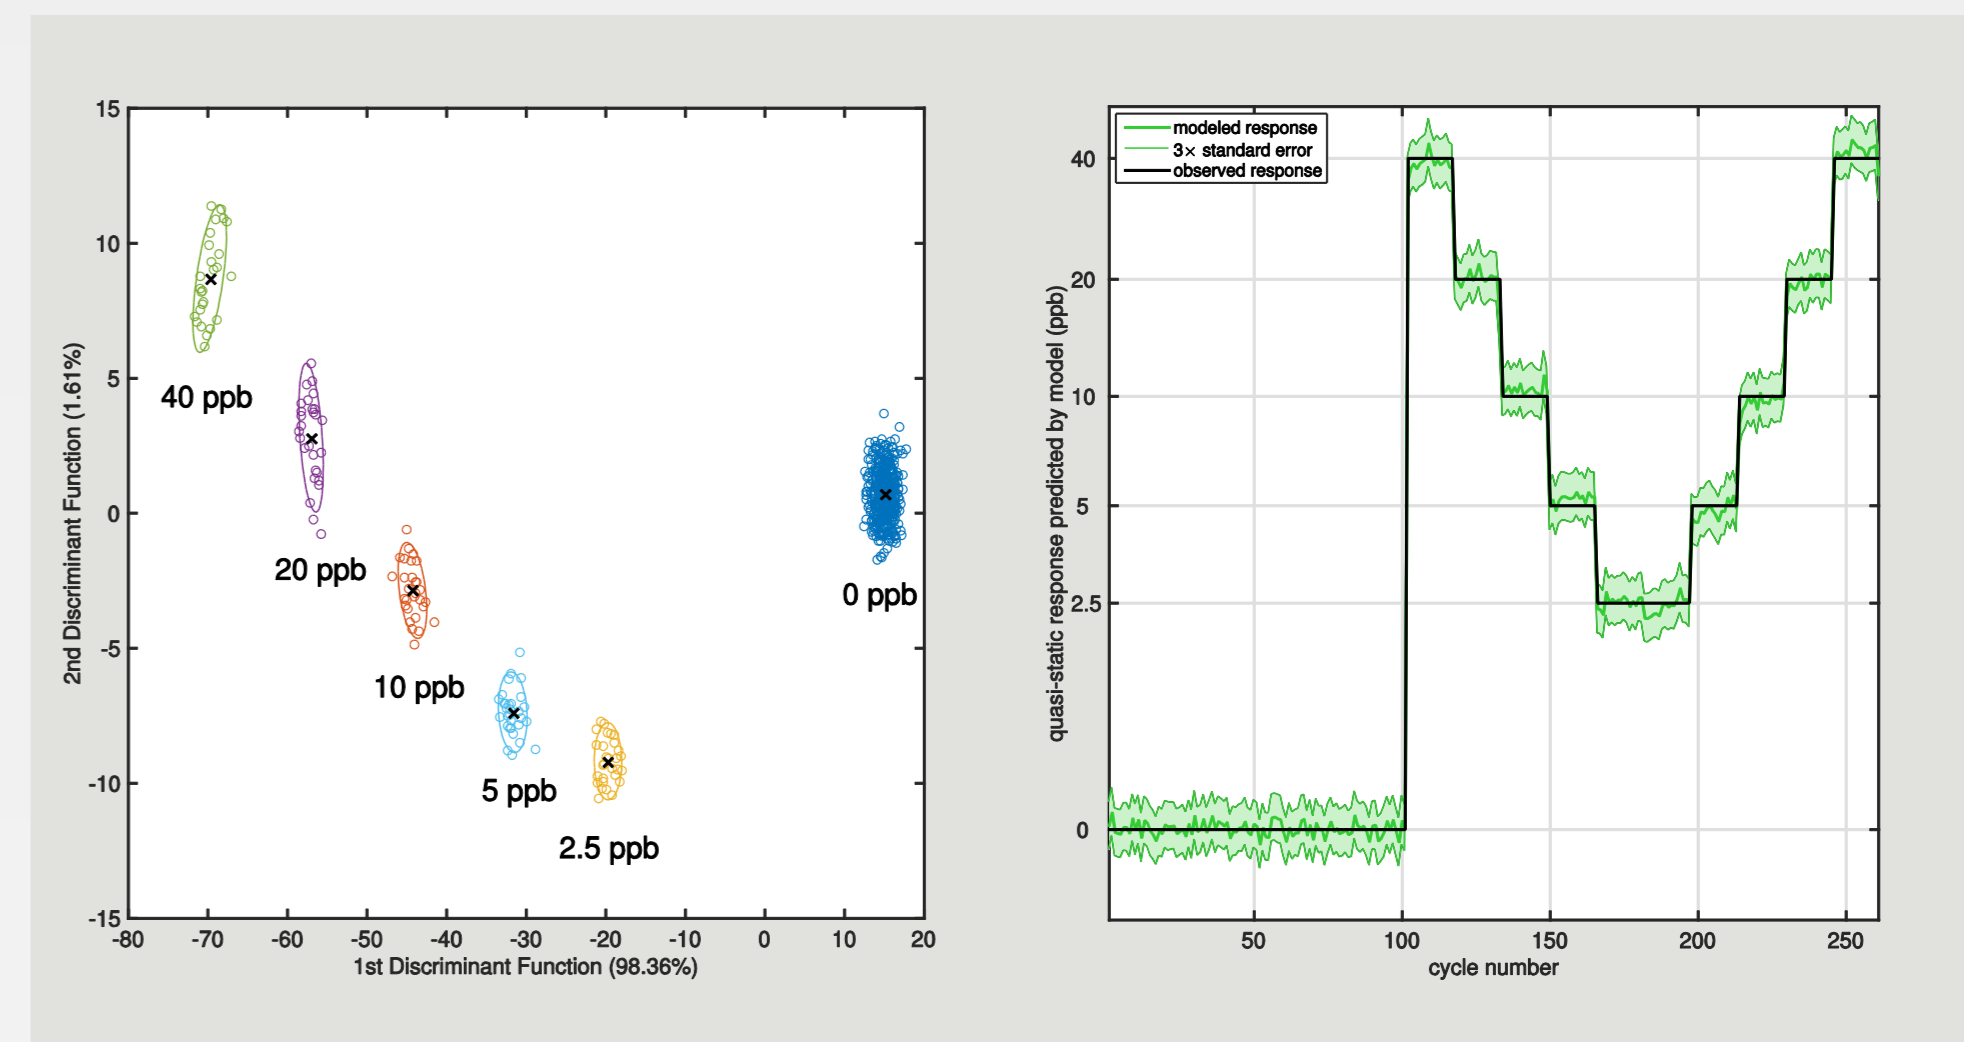 15
10
5
0
-5
-10
-15
2nd Discriminant Function (1.61%)
40 ppb
20 ppb
10 ppb
5 ppb
2.5 ppb
0 ppb
-80 -70 -60 -50 -40 -30 -20 -10 0 10 20
1st Discriminant Function (98.36%)
modeled response
3× standard error
observed response
40
20
10
5
2.5
0
quasi-static response predicted by model (ppb)
50 100 150 200 250
cycle number